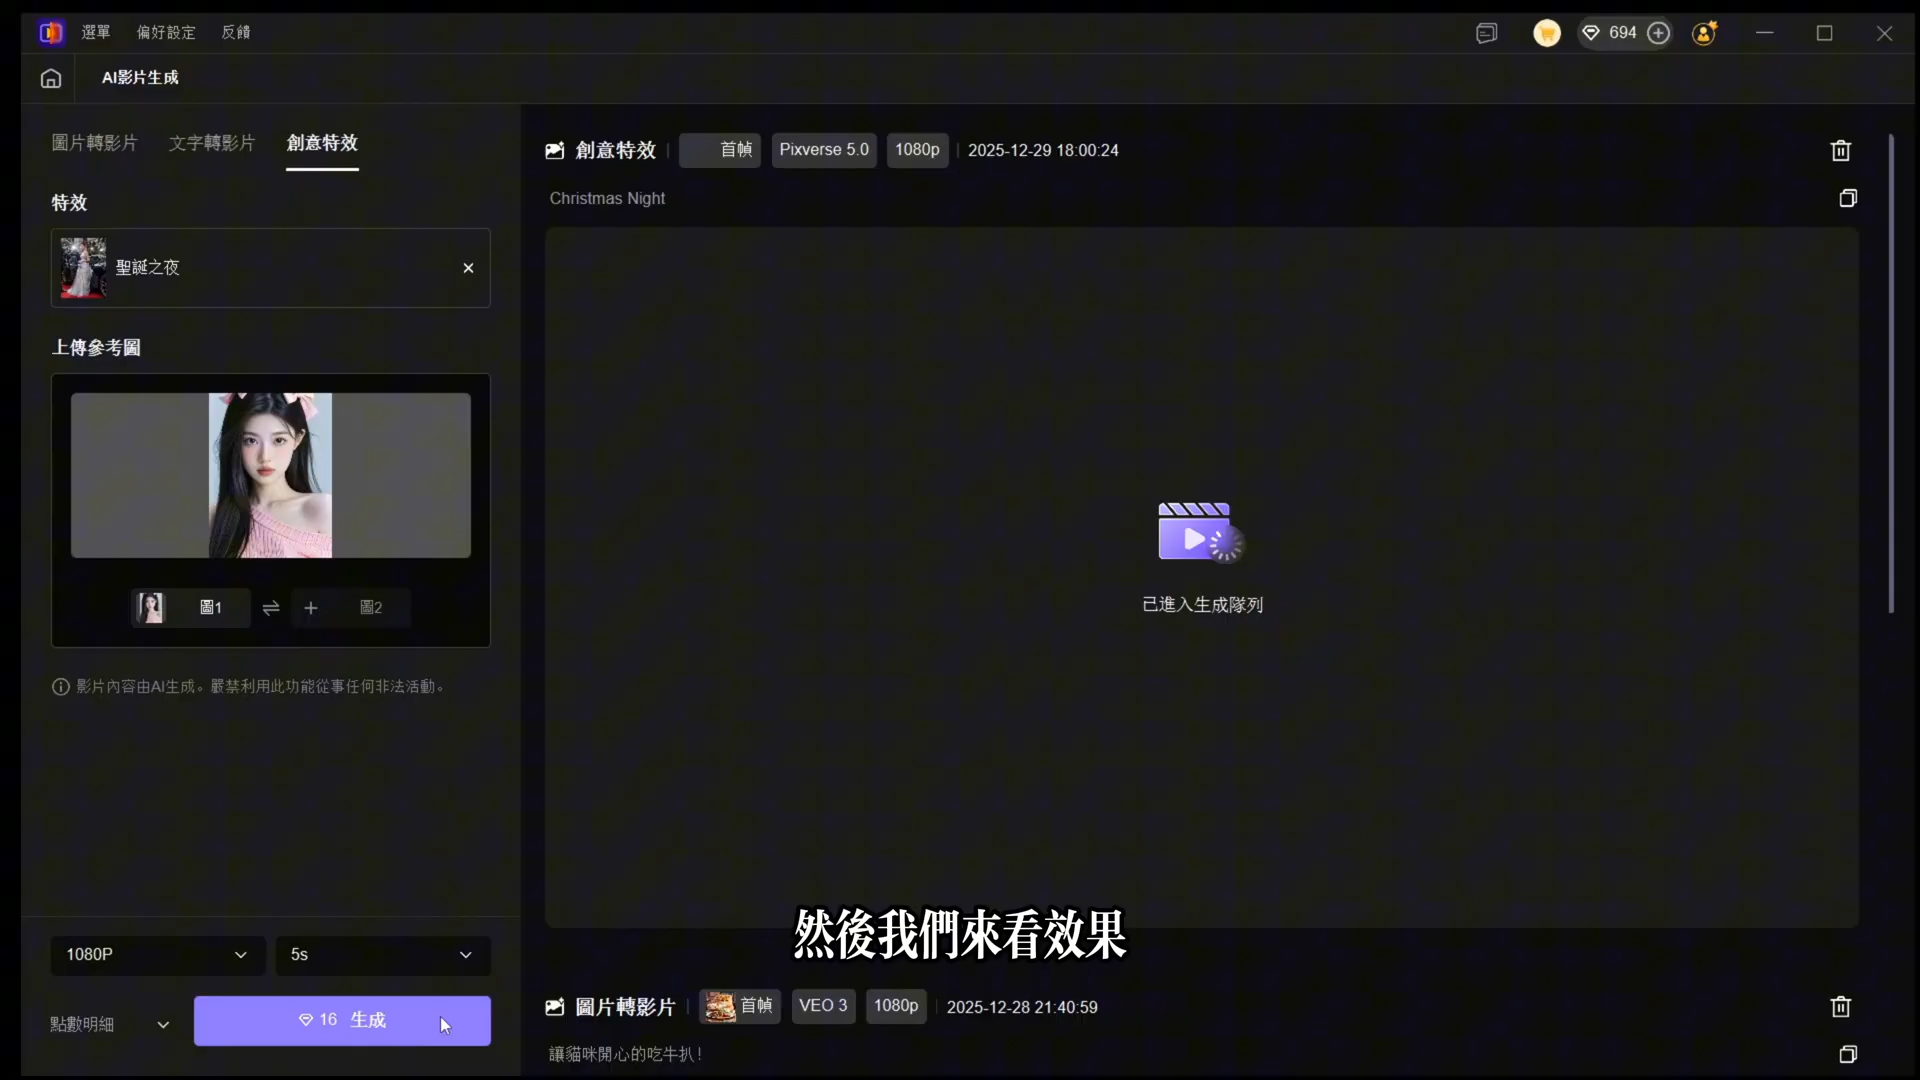 選單 偏好設定 反饋 694
AI影片生成
圖片轉影片 文字轉影片 創意特效
特效
聖誕之夜
上傳參考圖
圖1 圖2
影片內容由AI生成。嚴禁利用此功能從事任何非法活動。
1080P 5s
點數明細 16 生成
創意特效 首幀 Pixverse 5.0 1080p 2025-12-29 18:00:24
Christmas Night
已進入生成隊列
然後我們來看效果
圖片轉影片 首幀 VEO 3 1080p 2025-12-28 21:40:59
讓貓咪開心的吃牛扒!